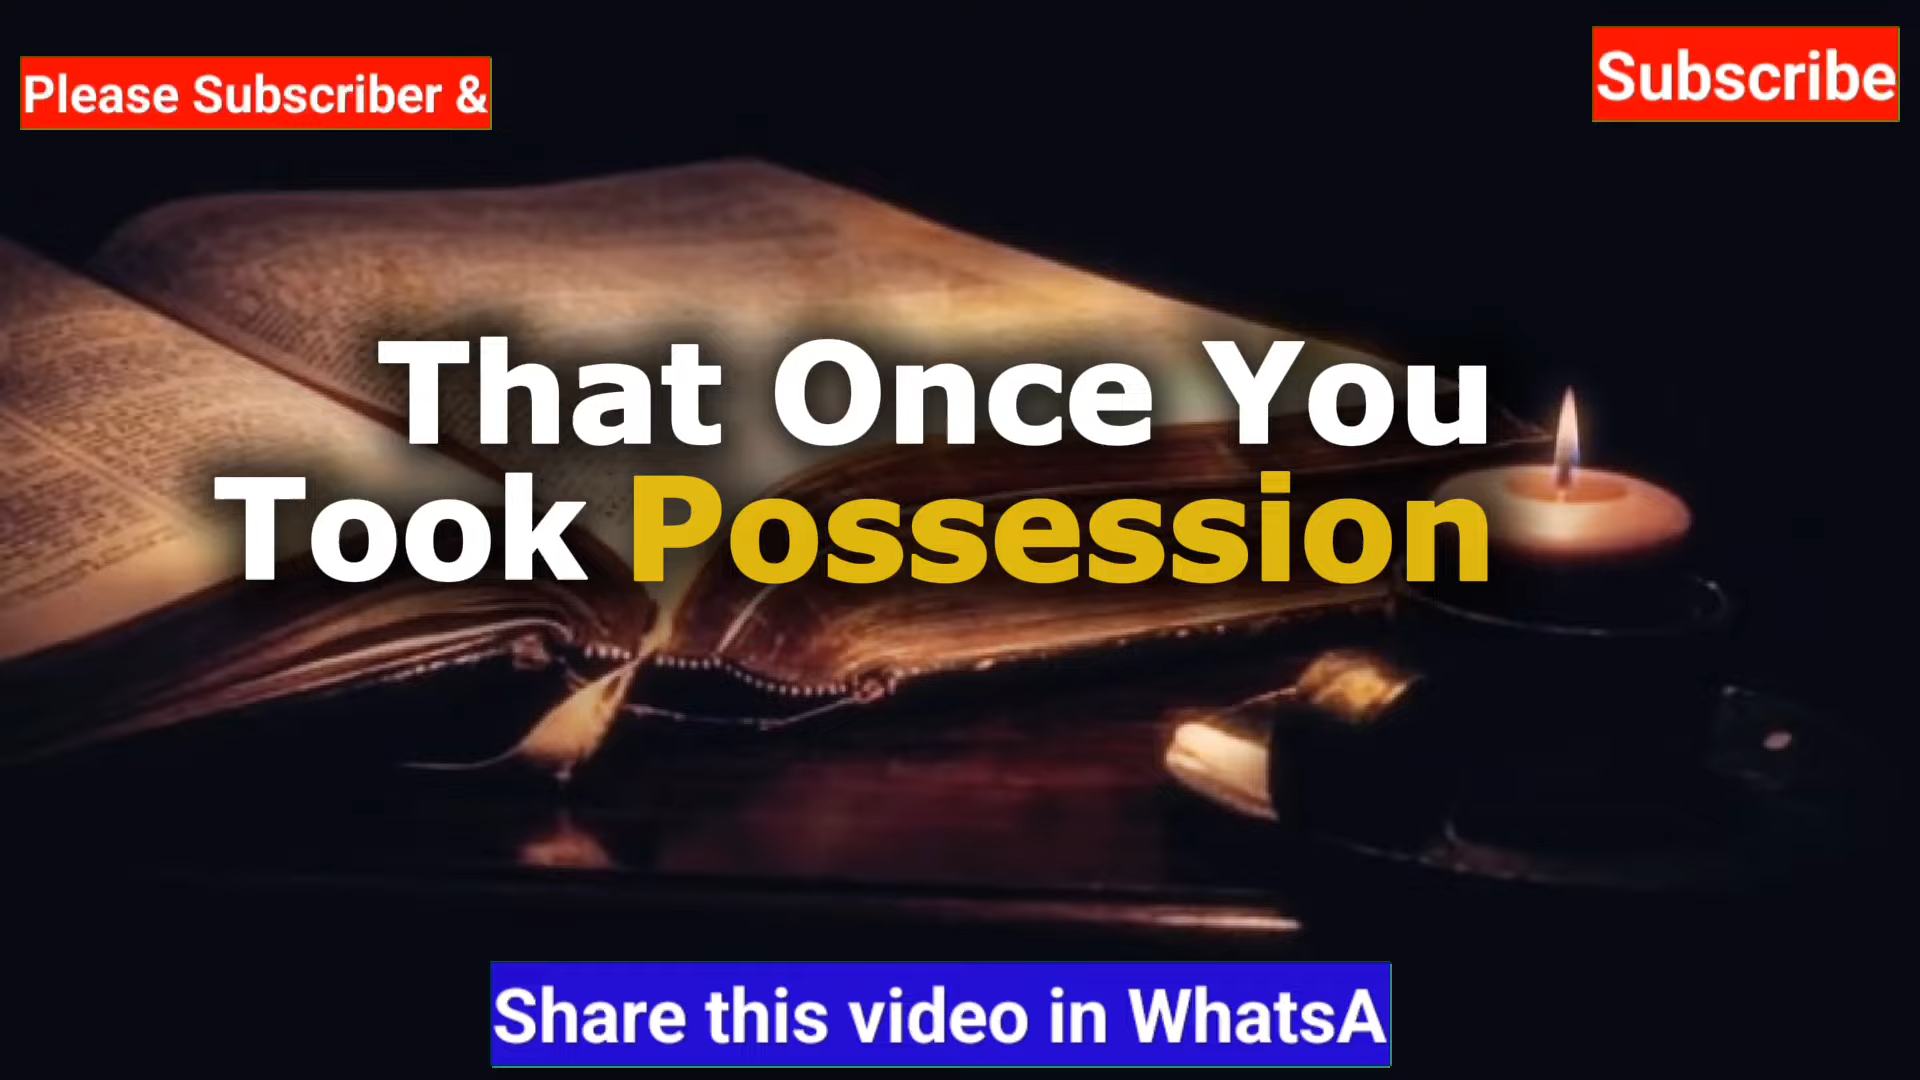 Please Subscriber &
Subscribe
That Once You
Took Possession
Share this video in WhatsA